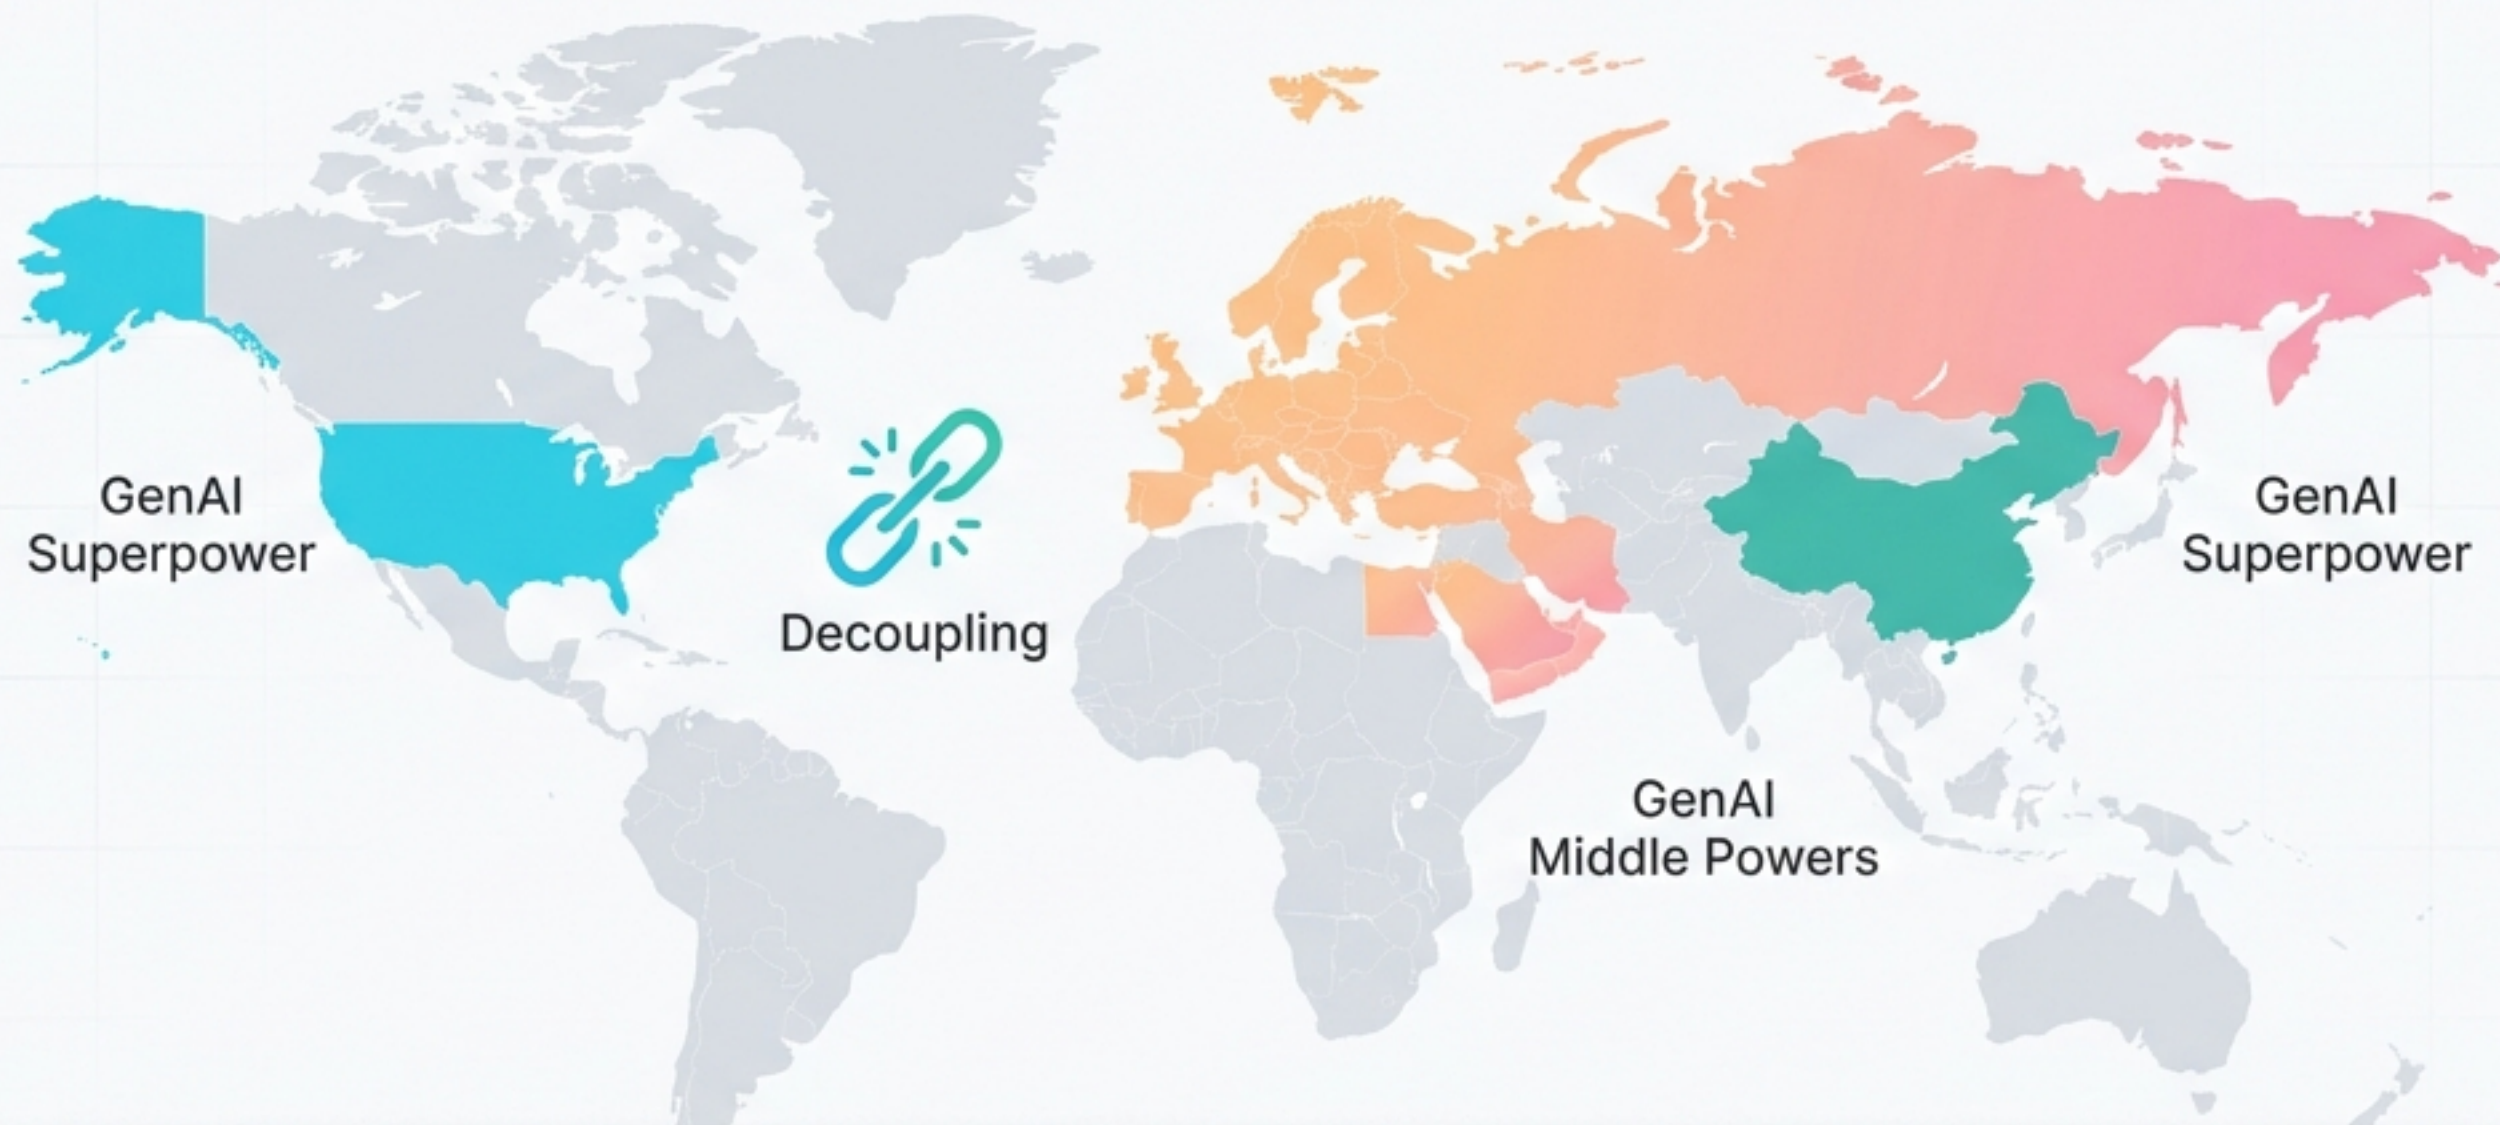 GenAI
Superpower
Decoupling
GenAI
Superpower
GenAI
Middle Powers